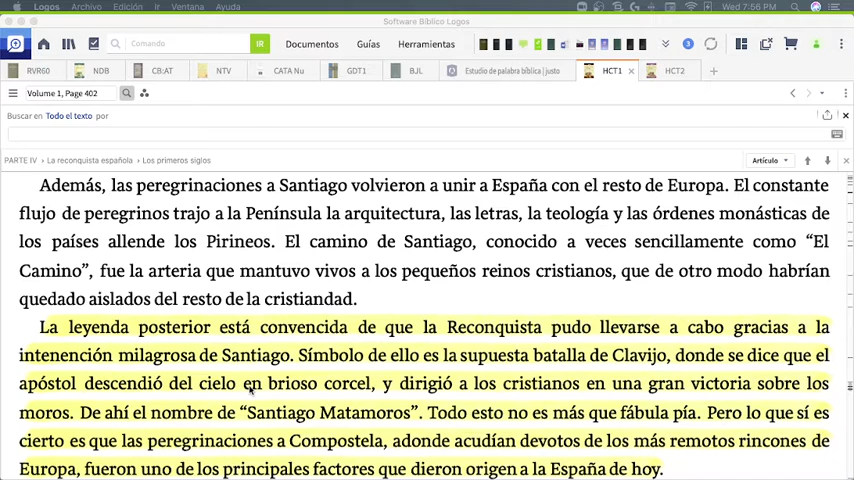 Logos Archivo Edición Ir Ventana Ayuda Wed 7:56 PM
Software Bíblico Logos
Comando IR Documentos Guías Herramientas 3
RVR60 NDB CB:AT NTV CATA Nu GDT1 BJL Estudio de palabra bíblica | justo HCT1 HCT2
Volume 1, Page 402
Buscar en Todo el texto por
PARTE IV › La reconquista española › Los primeros siglos Artículo
Además, las peregrinaciones a Santiago volvieron a unir a España con el resto de Europa. El constante
flujo de peregrinos trajo a la Península la arquitectura, las letras, la teología y las órdenes monásticas de
los países allende los Pirineos. El camino de Santiago, conocido a veces sencillamente como “El
Camino”, fue la arteria que mantuvo vivos a los pequeños reinos cristianos, que de otro modo habrían
quedado aislados del resto de la cristiandad.
La leyenda posterior está convencida de que la Reconquista pudo llevarse a cabo gracias a la
intenención milagrosa de Santiago. Símbolo de ello es la supuesta batalla de Clavijo, donde se dice que el
apóstol descendió del cielo en brioso corcel, y dirigió a los cristianos en una gran victoria sobre los
moros. De ahí el nombre de “Santiago Matamoros”. Todo esto no es más que fábula pía. Pero lo que sí es
cierto es que las peregrinaciones a Compostela, adonde acudían devotos de los más remotos rincones de
Europa, fueron uno de los principales factores que dieron origen a la España de hoy.